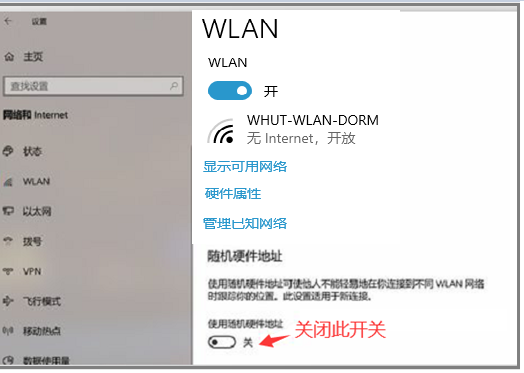 设置
主页
查找设置
网络和 Internet
状态
WLAN
以太网
拨号
VPN
飞行模式
移动热点
数据使用量
WLAN
WLAN
开
WHUT-WLAN-DORM
无 Internet，开放
显示可用网络
硬件属性
管理已知网络
随机硬件地址
使用随机硬件地址可使他人不能轻易地在你连接到不同 WLAN 网络
时跟踪你的位置。此设置适用于新连接。
使用随机硬件地址
关
关闭此开关